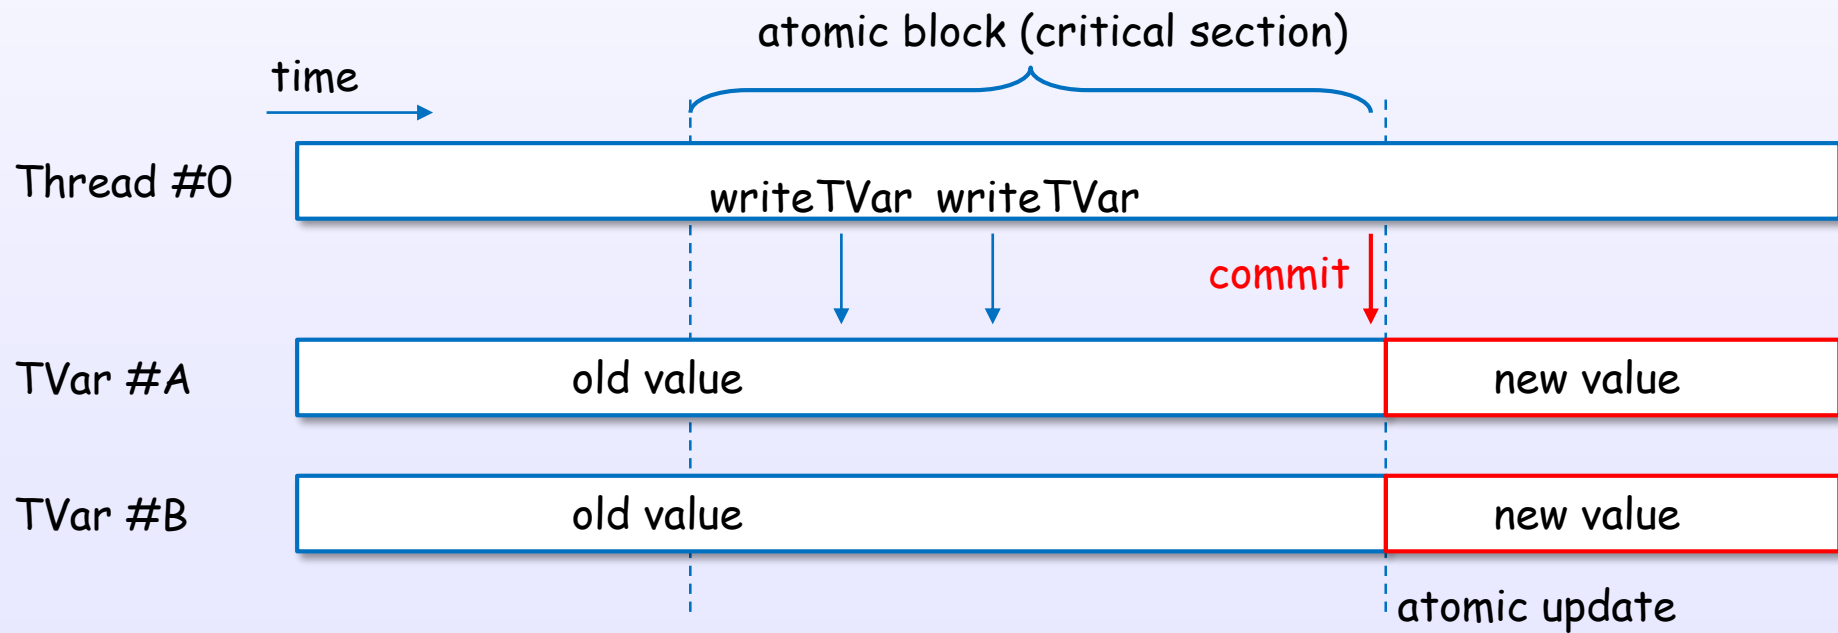 atomic block (critical section)
time
Thread #0
writeTVar writeTVar
commit
TVar #A
old value
new value
TVar #B
old value
new value
atomic update